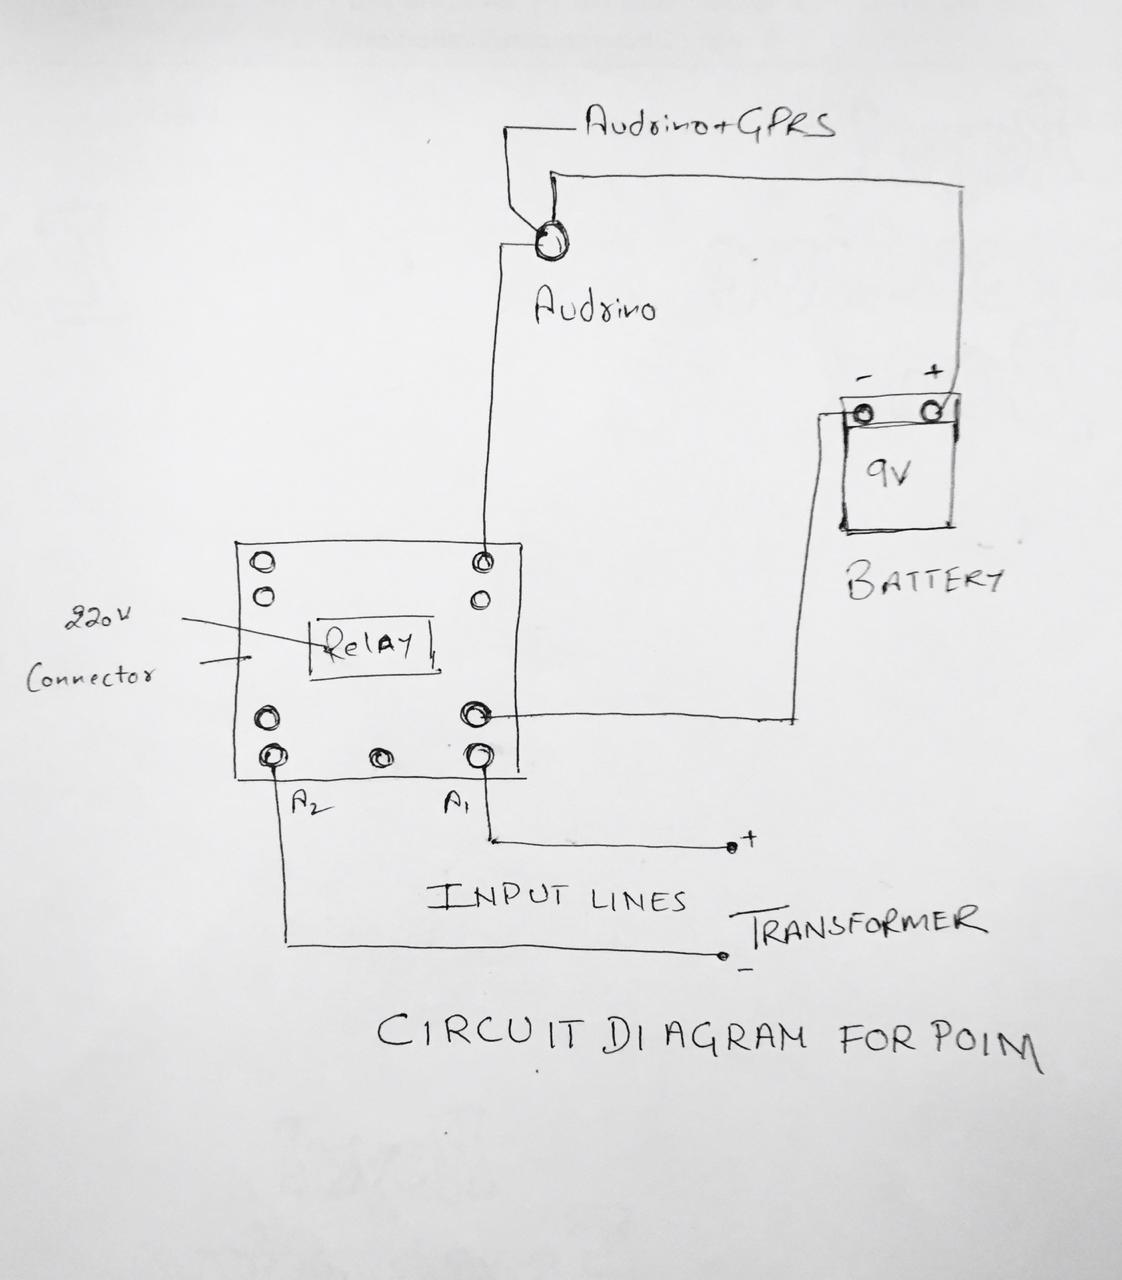 Audrino+GPRS
Audrino
- +
9V
BATTERY
220V
Relay
Connector
A2 A1
+
INPUT LINES
TRANSFORMER
-
CIRCUIT DIAGRAM FOR POIM